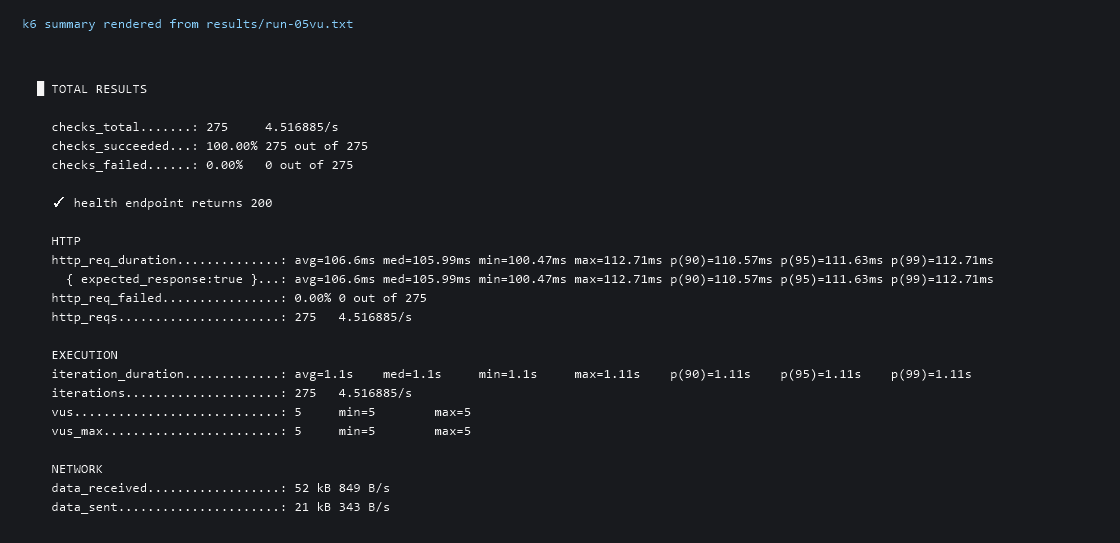 k6 summary rendered from results/run-05vu.txt
█ TOTAL RESULTS
checks_total.......: 275     4.516885/s
checks_succeeded...: 100.00% 275 out of 275
checks_failed......: 0.00%   0 out of 275
✓ health endpoint returns 200
HTTP
http_req_duration..............: avg=106.6ms med=105.99ms min=100.47ms max=112.71ms p(90)=110.57ms p(95)=111.63ms p(99)=112.71ms
{ expected_response:true }...: avg=106.6ms med=105.99ms min=100.47ms max=112.71ms p(90)=110.57ms p(95)=111.63ms p(99)=112.71ms
http_req_failed................: 0.00% 0 out of 275
http_reqs......................: 275   4.516885/s
EXECUTION
iteration_duration.............: avg=1.1s    med=1.1s     min=1.1s     max=1.11s    p(90)=1.11s    p(95)=1.11s    p(99)=1.11s
iterations.....................: 275   4.516885/s
vus............................: 5     min=5        max=5
vus_max........................: 5     min=5        max=5
NETWORK
data_received..................: 52 kB 849 B/s
data_sent......................: 21 kB 343 B/s